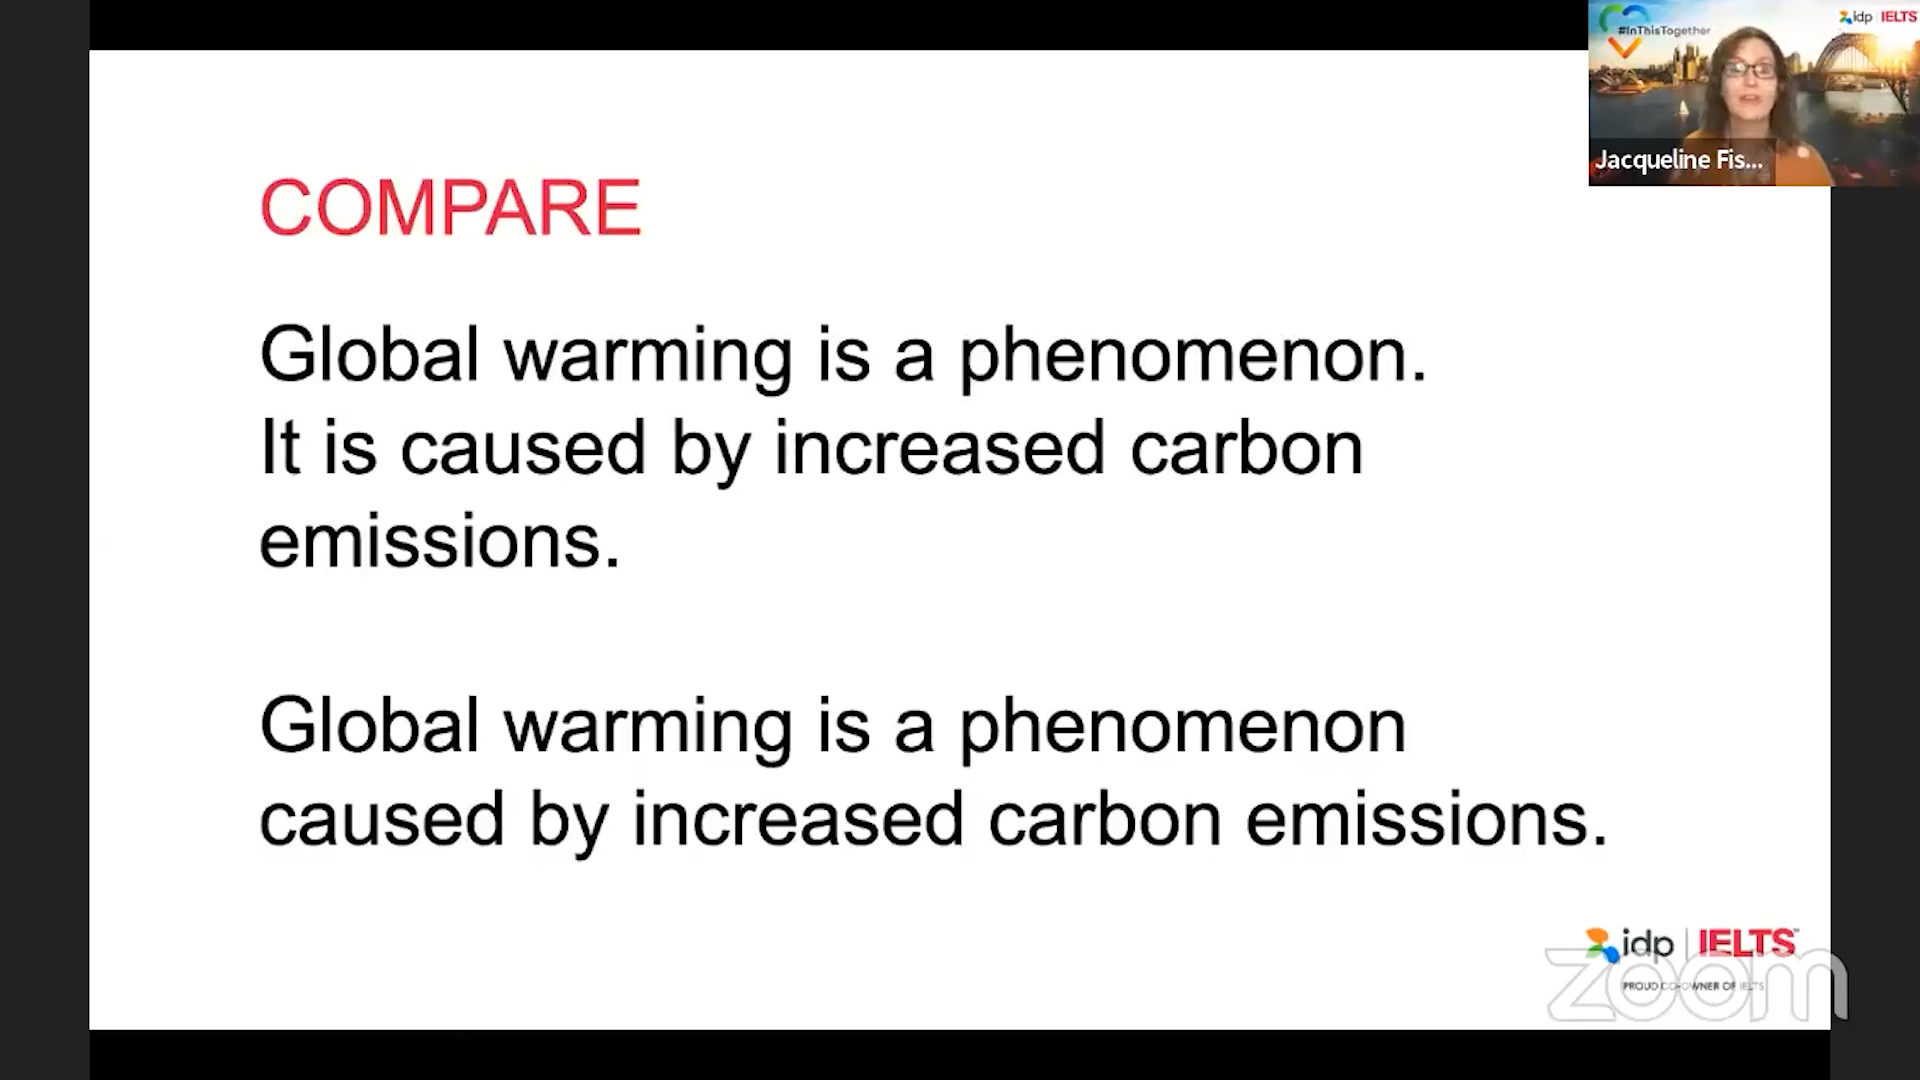 #InThisTogether
idp IELTS
Jacqueline Fis...
COMPARE
Global warming is a phenomenon.
It is caused by increased carbon
emissions.
Global warming is a phenomenon
caused by increased carbon emissions.
idp IELTS
PROUD CO-OWNER OF IELTS
zoom